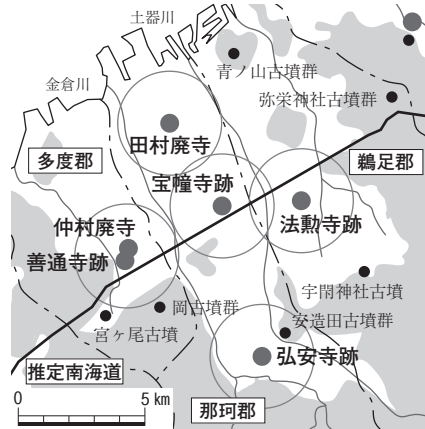 土器川
金倉川
青ノ山古墳群
弥栄神社古墳群
田村廃寺
多度郡
鵜足郡
宝幢寺跡
仲村廃寺
法勲寺跡
善通寺跡
宇閑神社古墳
岡古墳群
宮ヶ尾古墳
安造田古墳群
弘安寺跡
推定南海道
0 5 km
那珂郡